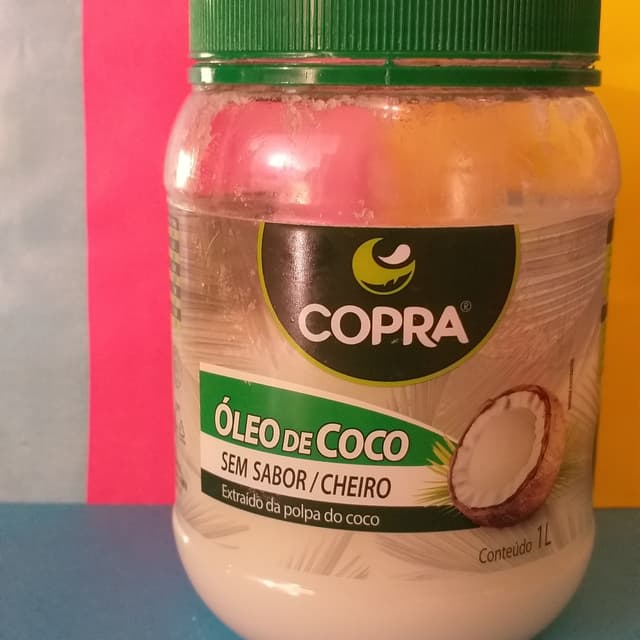 COPRA®
ÓLEO DE COCO
SEM SABOR/CHEIRO
Extraído da polpa do coco
Conteúdo 1L